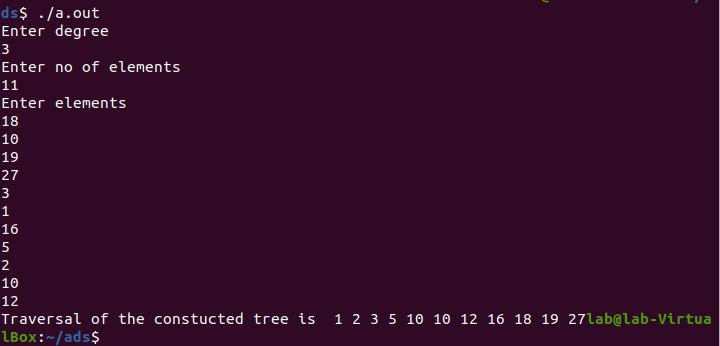 ds$ ./a.out
Enter degree
3
Enter no of elements
11
Enter elements
18
10
19
27
3
1
16
5
2
10
12
Traversal of the constucted tree is  1 2 3 5 10 10 12 16 18 19 27lab@lab-Virtua
lBox:~/ads$